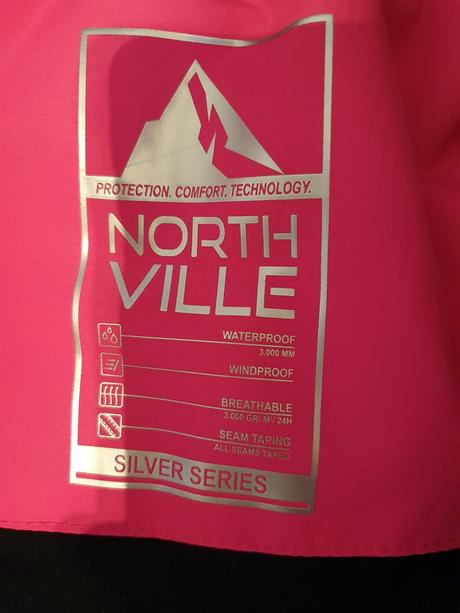 PROTECTION. COMFORT. TECHNOLOGY.
NORTH
VILLE
WATERPROOF
3.000 MM
WINDPROOF
BREATHABLE
3.000 GR/ M²/ 24H
SEAM TAPING
ALL SEAMS TAPED
SILVER SERIES